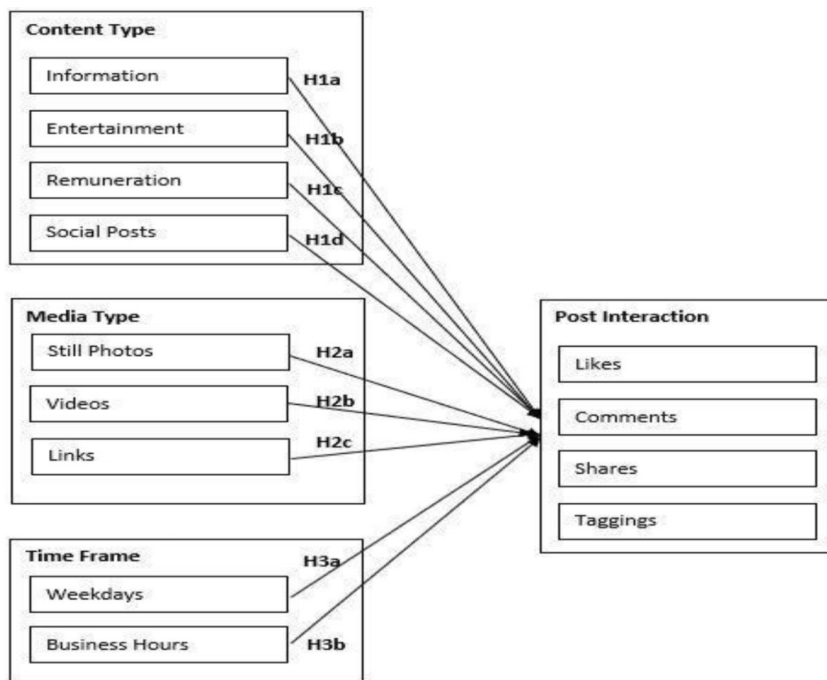 Content Type
Information
H1a
Entertainment
H1b
Remuneration
H1c
Social Posts
H1d
Media Type
Still Photos
H2a
Videos
H2b
Links
H2c
Time Frame
H3a
Weekdays
Business Hours
H3b
Post Interaction
Likes
Comments
Shares
Taggings